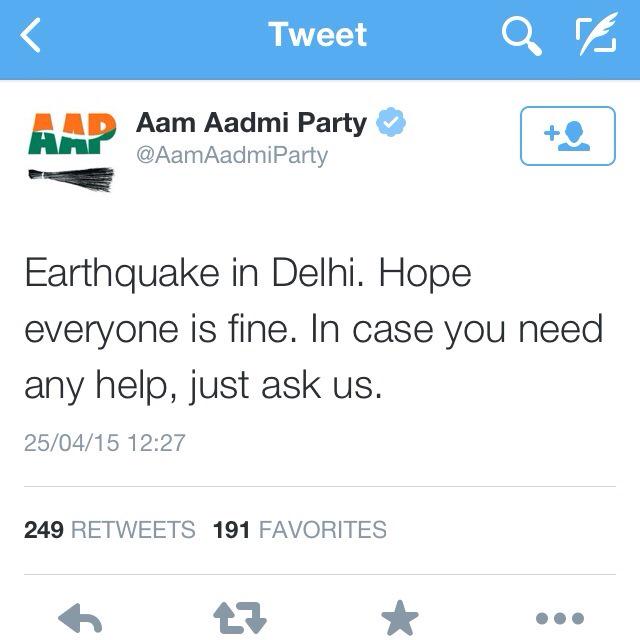 Tweet
AAP
Aam Aadmi Party
@AamAadmiParty
Earthquake in Delhi. Hope
everyone is fine. In case you need
any help, just ask us.
25/04/15 12:27
249 RETWEETS 191 FAVORITES